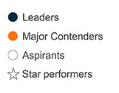 Leaders
Major Contenders
Aspirants
Star performers